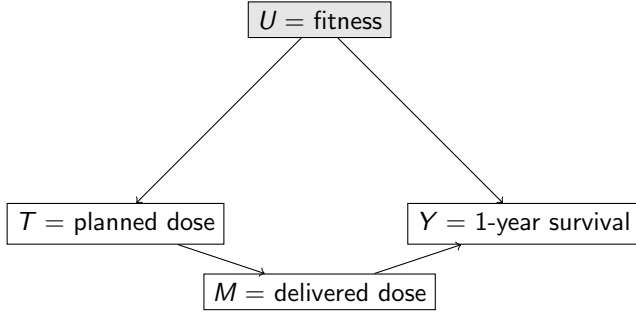 U = fitness
T = planned dose
Y = 1-year survival
M = delivered dose